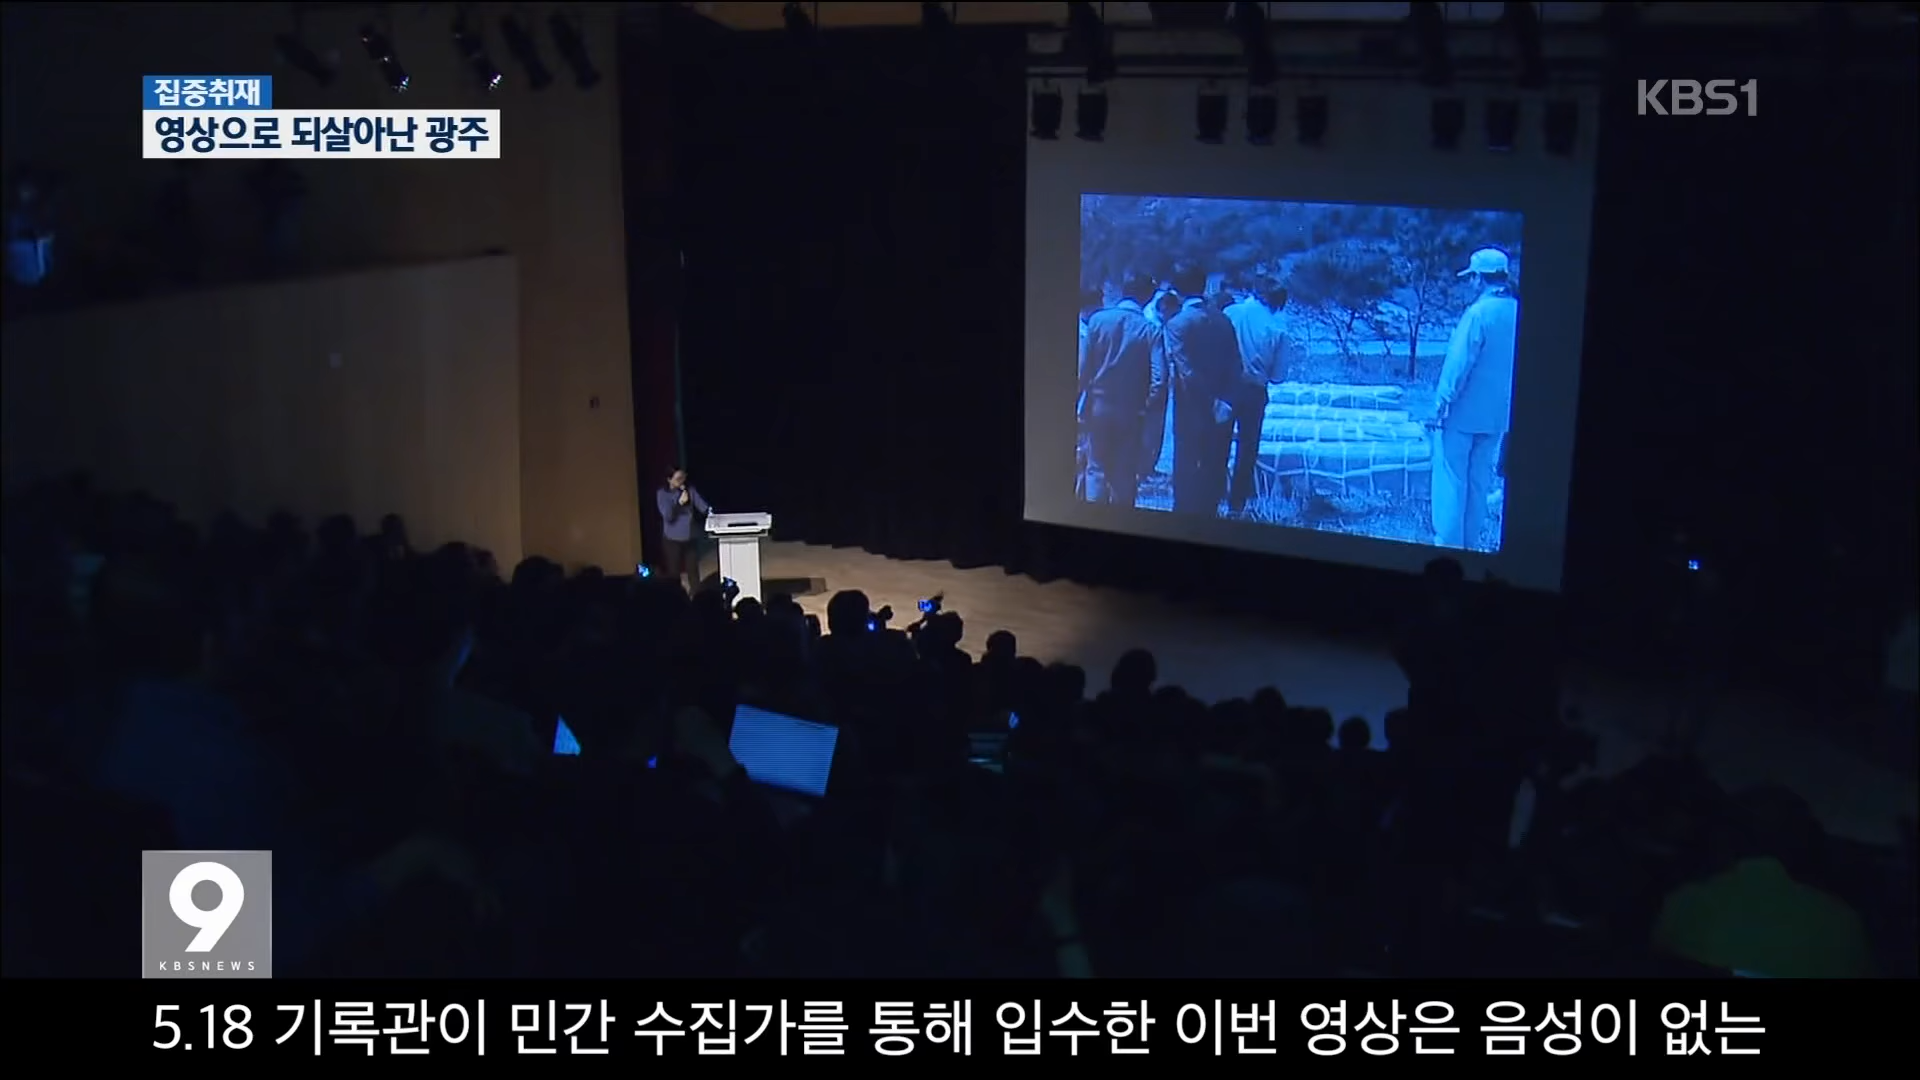 집중취재
영상으로 되살아난 광주
KBS1
9
KBS NEWS
5.18 기록관이 민간 수집가를 통해 입수한 이번 영상은 음성이 없는